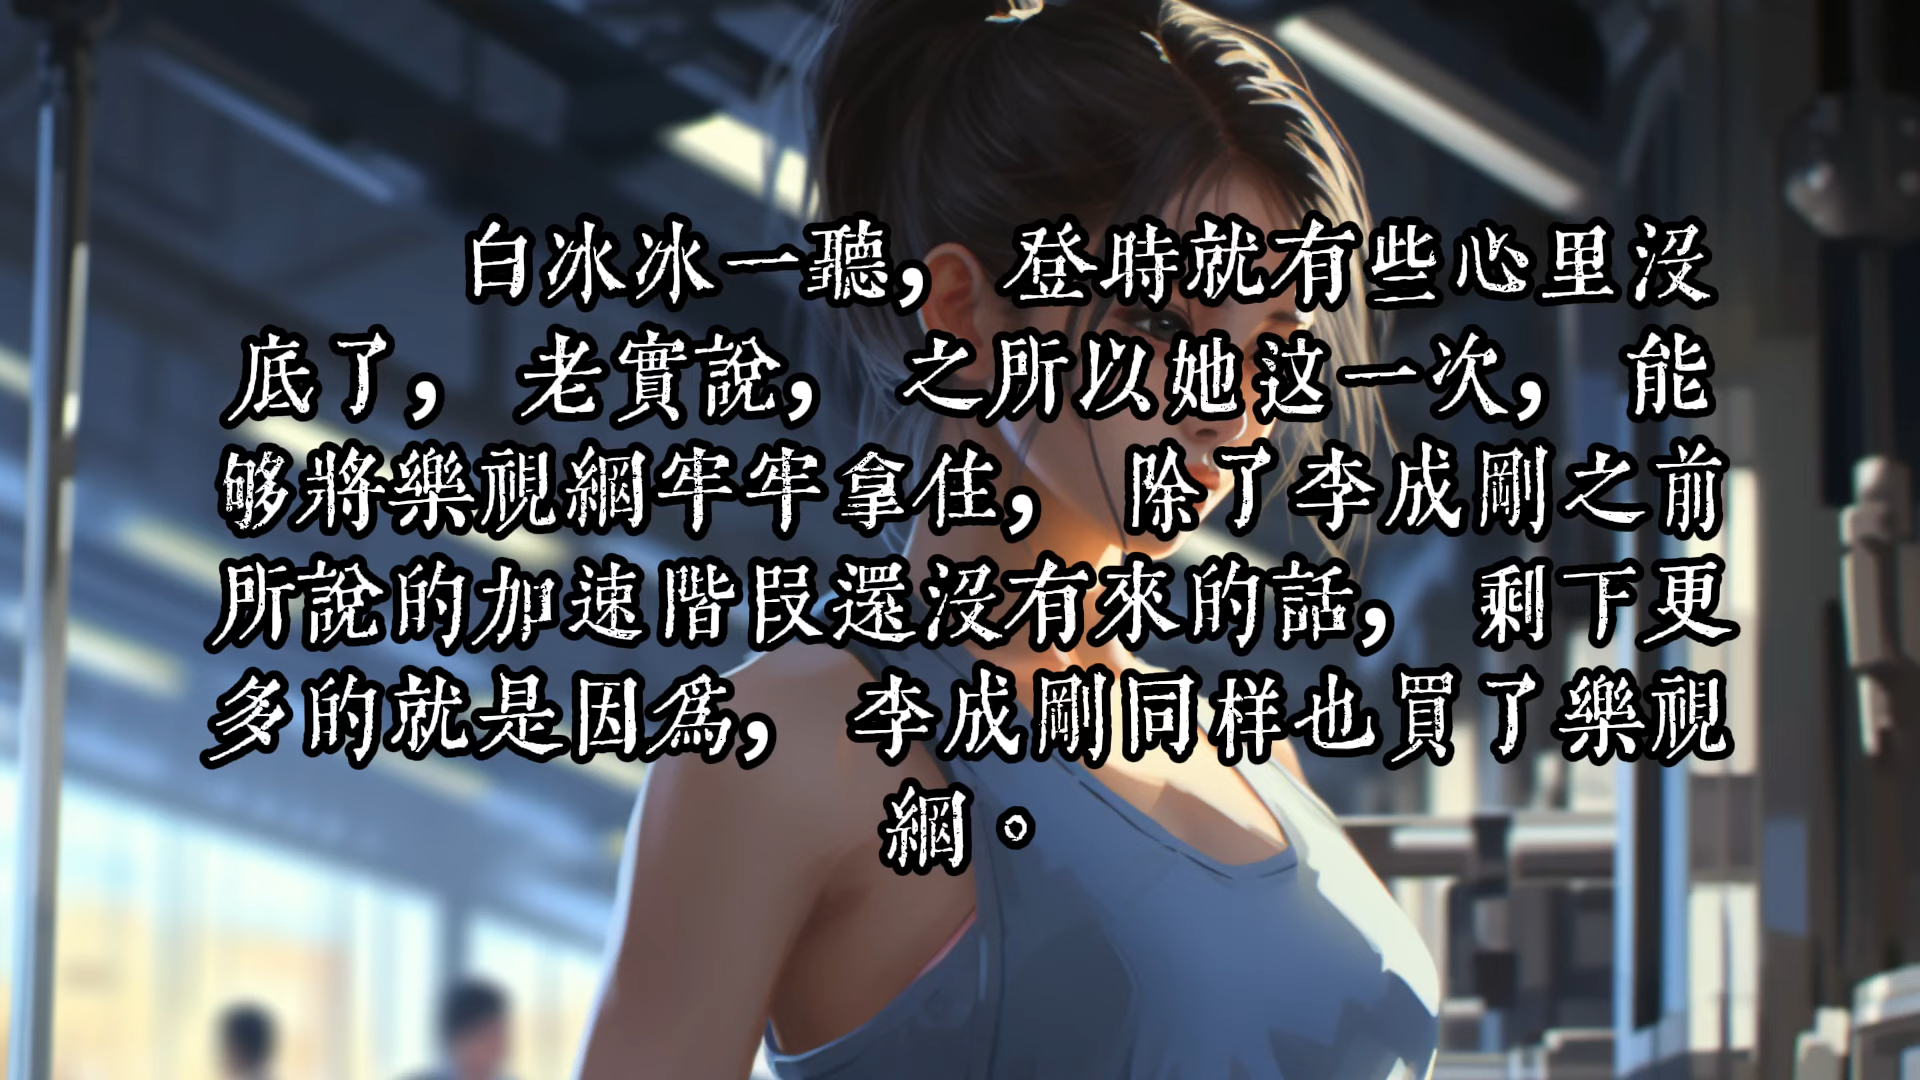 白冰冰一聽，登時就有些心里沒
底了，老實說，之所以她这一次，能
够將樂視網牢牢拿住，除了李成剛之前
所說的加速階段還沒有來的話，剩下更
多的就是因為，李成剛同样也買了樂視
網。